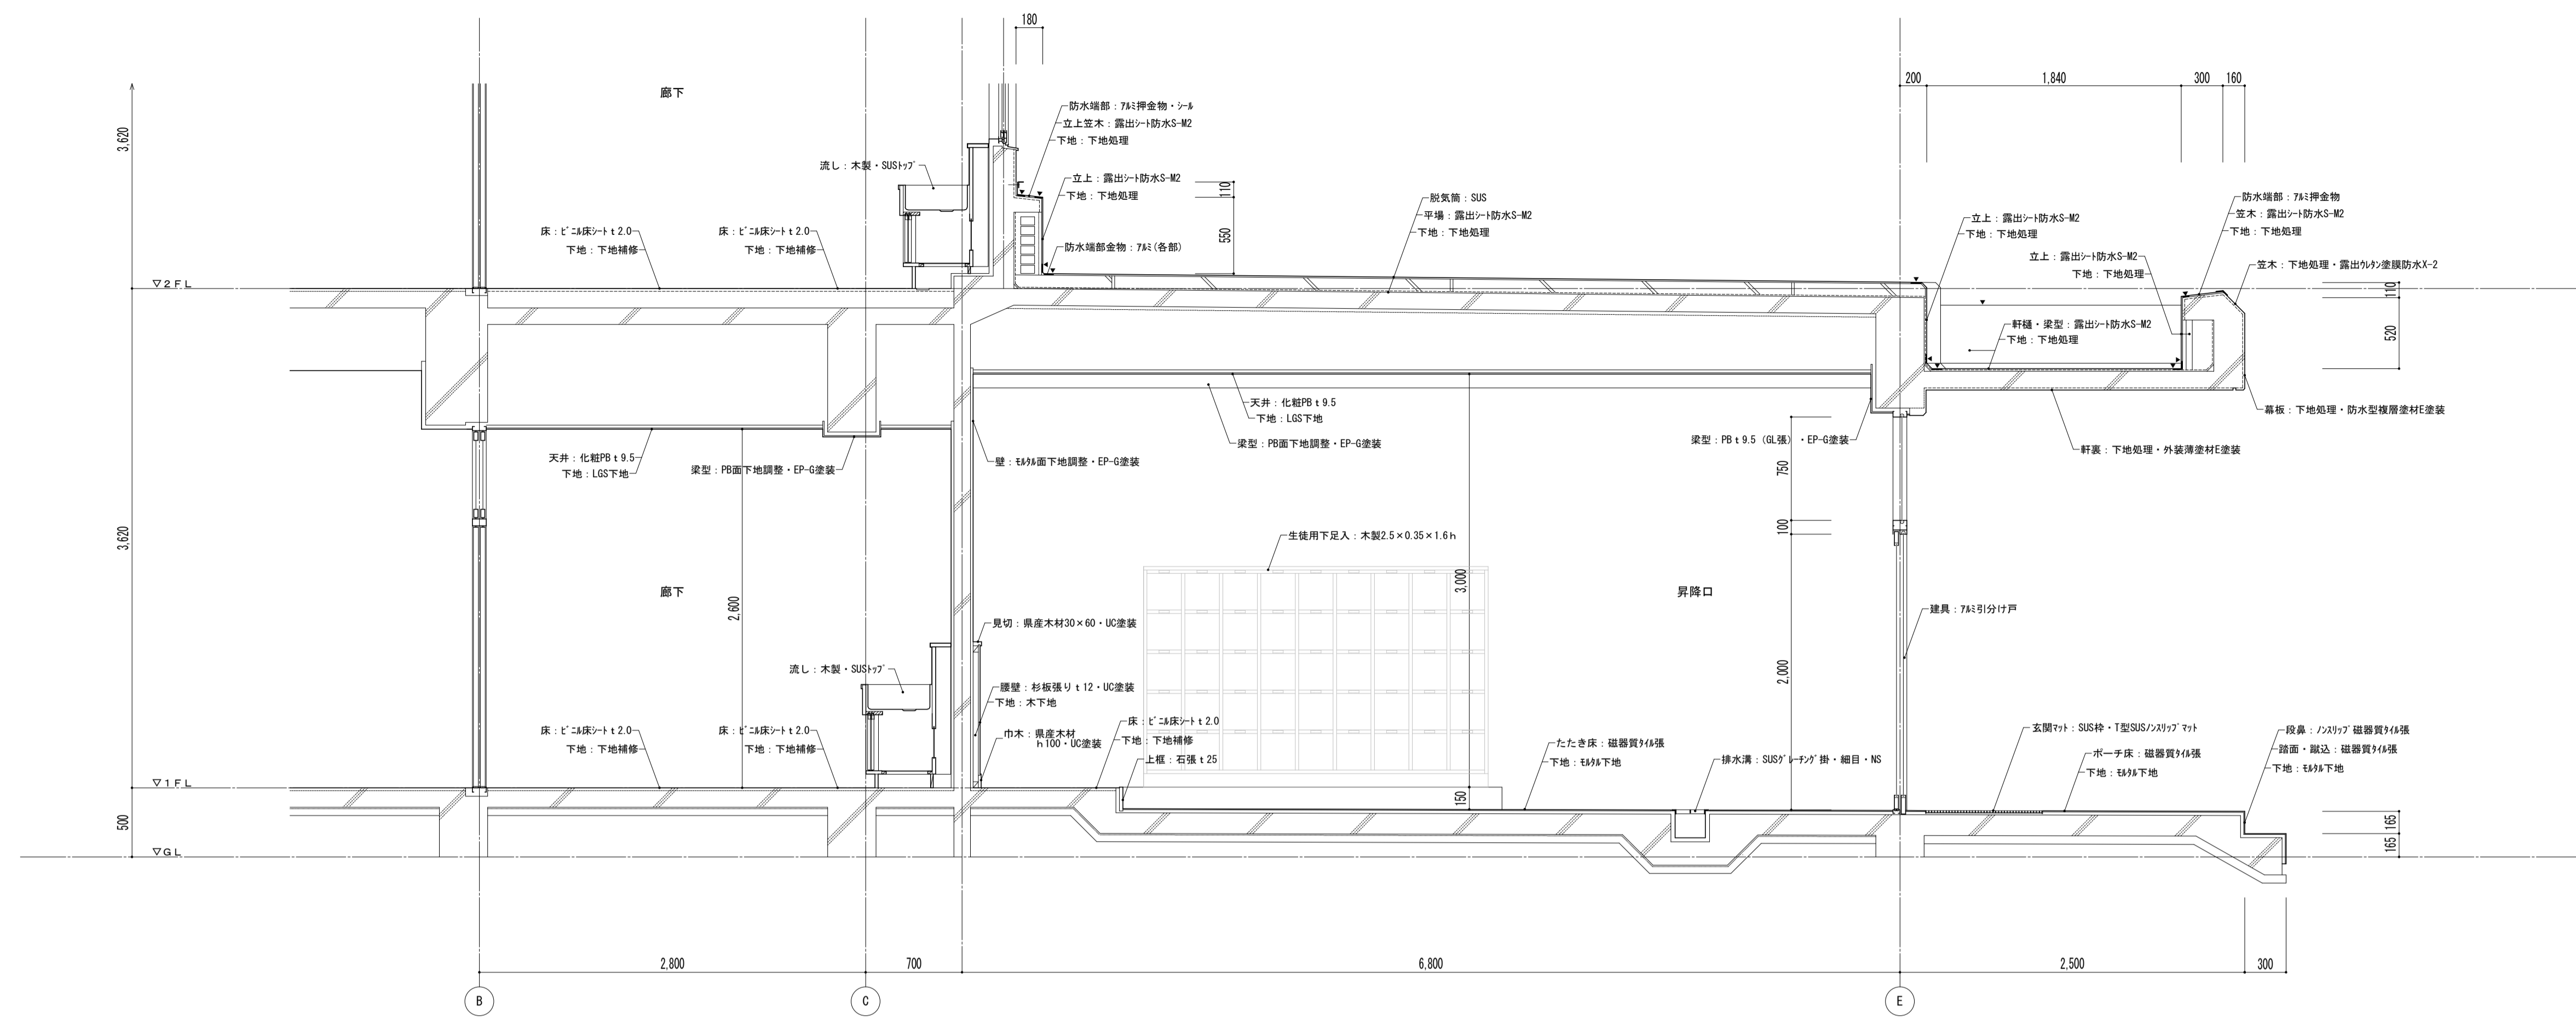 180
廊下
200
1,840
300
160
3,620
防水端部：ｱﾙﾐ押金物・ｼｰﾙ
立上笠木：露出ｼｰﾄ防水S-M2
下地：下地処理
流し：木製・SUSﾄｯﾌﾟ
立上：露出ｼｰﾄ防水S-M2
下地：下地処理
110
550
脱気筒：SUS
平場：露出ｼｰﾄ防水S-M2
下地：下地処理
防水端部金物：ｱﾙﾐ(各部)
立上：露出ｼｰﾄ防水S-M2
下地：下地処理
防水端部：ｱﾙﾐ押金物
笠木：露出ｼｰﾄ防水S-M2
下地：下地処理
立上：露出ｼｰﾄ防水S-M2
下地：下地処理
笠木：下地処理・露出ｳﾚﾀﾝ塗膜防水X-2
床：ﾋﾞﾆﾙ床ｼｰﾄｔ2.0
下地：下地補修
床：ﾋﾞﾆﾙ床ｼｰﾄｔ2.0
下地：下地補修
▽２ＦＬ
110
520
軒樋・梁型：露出ｼｰﾄ防水S-M2
下地：下地処理
天井：化粧PBｔ9.5
下地：LGS下地
梁型：PB面下地調整・EP-G塗装
幕板：下地処理・防水型複層塗材E塗装
梁型：PBｔ9.5（GL張）・EP-G塗装
軒裏：下地処理・外装薄塗材E塗装
天井：化粧PBｔ9.5
下地：LGS下地
梁型：PB面下地調整・EP-G塗装
壁：ﾓﾙﾀﾙ面下地調整・EP-G塗装
750
100
3,620
生徒用下足入：木製2.5×0.35×1.6ｈ
3,000
廊下
2,600
昇降口
建具：ｱﾙﾐ引分け戸
見切：県産木材30×60・UC塗装
流し：木製・SUSﾄｯﾌﾟ
2,000
腰壁：杉板張りｔ12・UC塗装
下地：木下地
床：ﾋﾞﾆﾙ床ｼｰﾄｔ2.0
下地：下地補修
床：ﾋﾞﾆﾙ床ｼｰﾄｔ2.0
下地：下地補修
巾木：県産木材
ｈ100・UC塗装
床：ﾋﾞﾆﾙ床ｼｰﾄｔ2.0
下地：下地補修
上框：石張ｔ25
たたき床：磁器質ﾀｲﾙ張
下地：ﾓﾙﾀﾙ下地
排水溝：SUSｸﾞﾚｰﾁﾝｸﾞ掛・細目・NS
玄関ﾏｯﾄ：SUS枠・T型SUSﾉﾝｽﾘｯﾌﾟﾏｯﾄ
ポーチ床：磁器質ﾀｲﾙ張
下地：ﾓﾙﾀﾙ下地
段鼻：ﾉﾝｽﾘｯﾌﾟ磁器質ﾀｲﾙ張
踏面・蹴込：磁器質ﾀｲﾙ張
下地：ﾓﾙﾀﾙ下地
▽１ＦＬ
150
500
165
165
▽ＧＬ
2,800
700
6,800
2,500
300
B
C
E